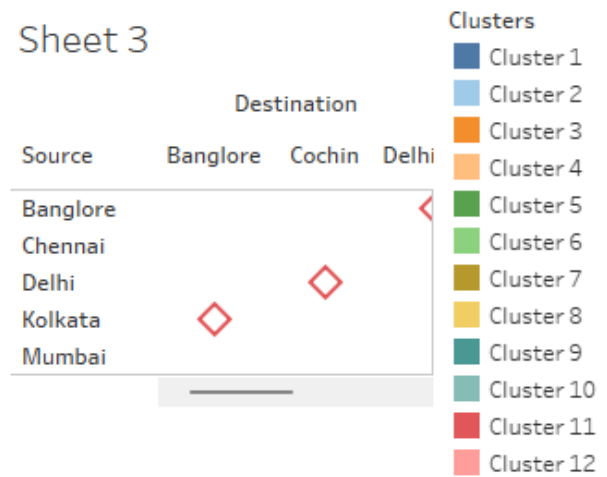 Sheet 3
Destination
Source Banglore Cochin Delhi
Banglore
Chennai
Delhi
Kolkata
Mumbai
Clusters
Cluster 1
Cluster 2
Cluster 3
Cluster 4
Cluster 5
Cluster 6
Cluster 7
Cluster 8
Cluster 9
Cluster 10
Cluster 11
Cluster 12